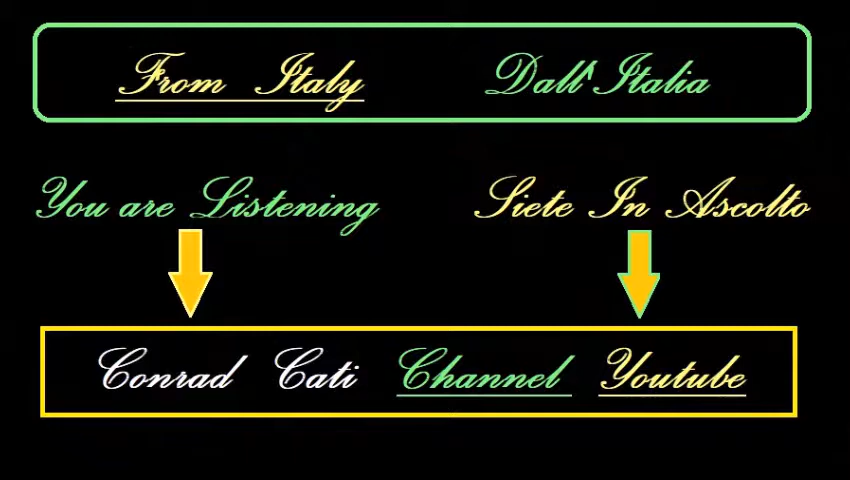 From Italy Dall'Italia
You are Listening Siete In Ascolto
Conrad Cati Channel Youtube